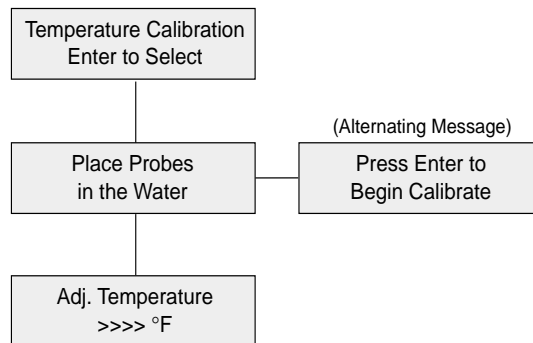 Temperature Calibration
Enter to Select
(Alternating Message)
Place Probes
in the Water
Press Enter to
Begin Calibrate
Adj. Temperature
>>>> °F